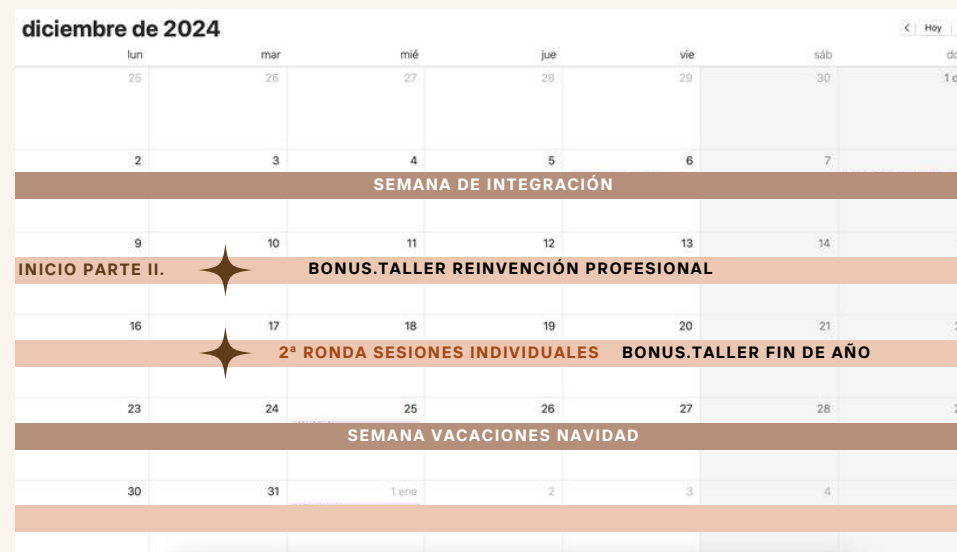 diciembre de 2024
Hoy
lun mar mié jue vie sáb
25 26 27 28 29 30 1
2 3 4 5 6 7
SEMANA DE INTEGRACIÓN
9 10 11 12 13 14
INICIO PARTE II. BONUS.TALLER REINVENCIÓN PROFESIONAL
16 17 18 19 20 21
2ª RONDA SESIONES INDIVIDUALES BONUS.TALLER FIN DE AÑO
23 24 25 26 27 28
SEMANA VACACIONES NAVIDAD
30 31 1 ene 2 3 4